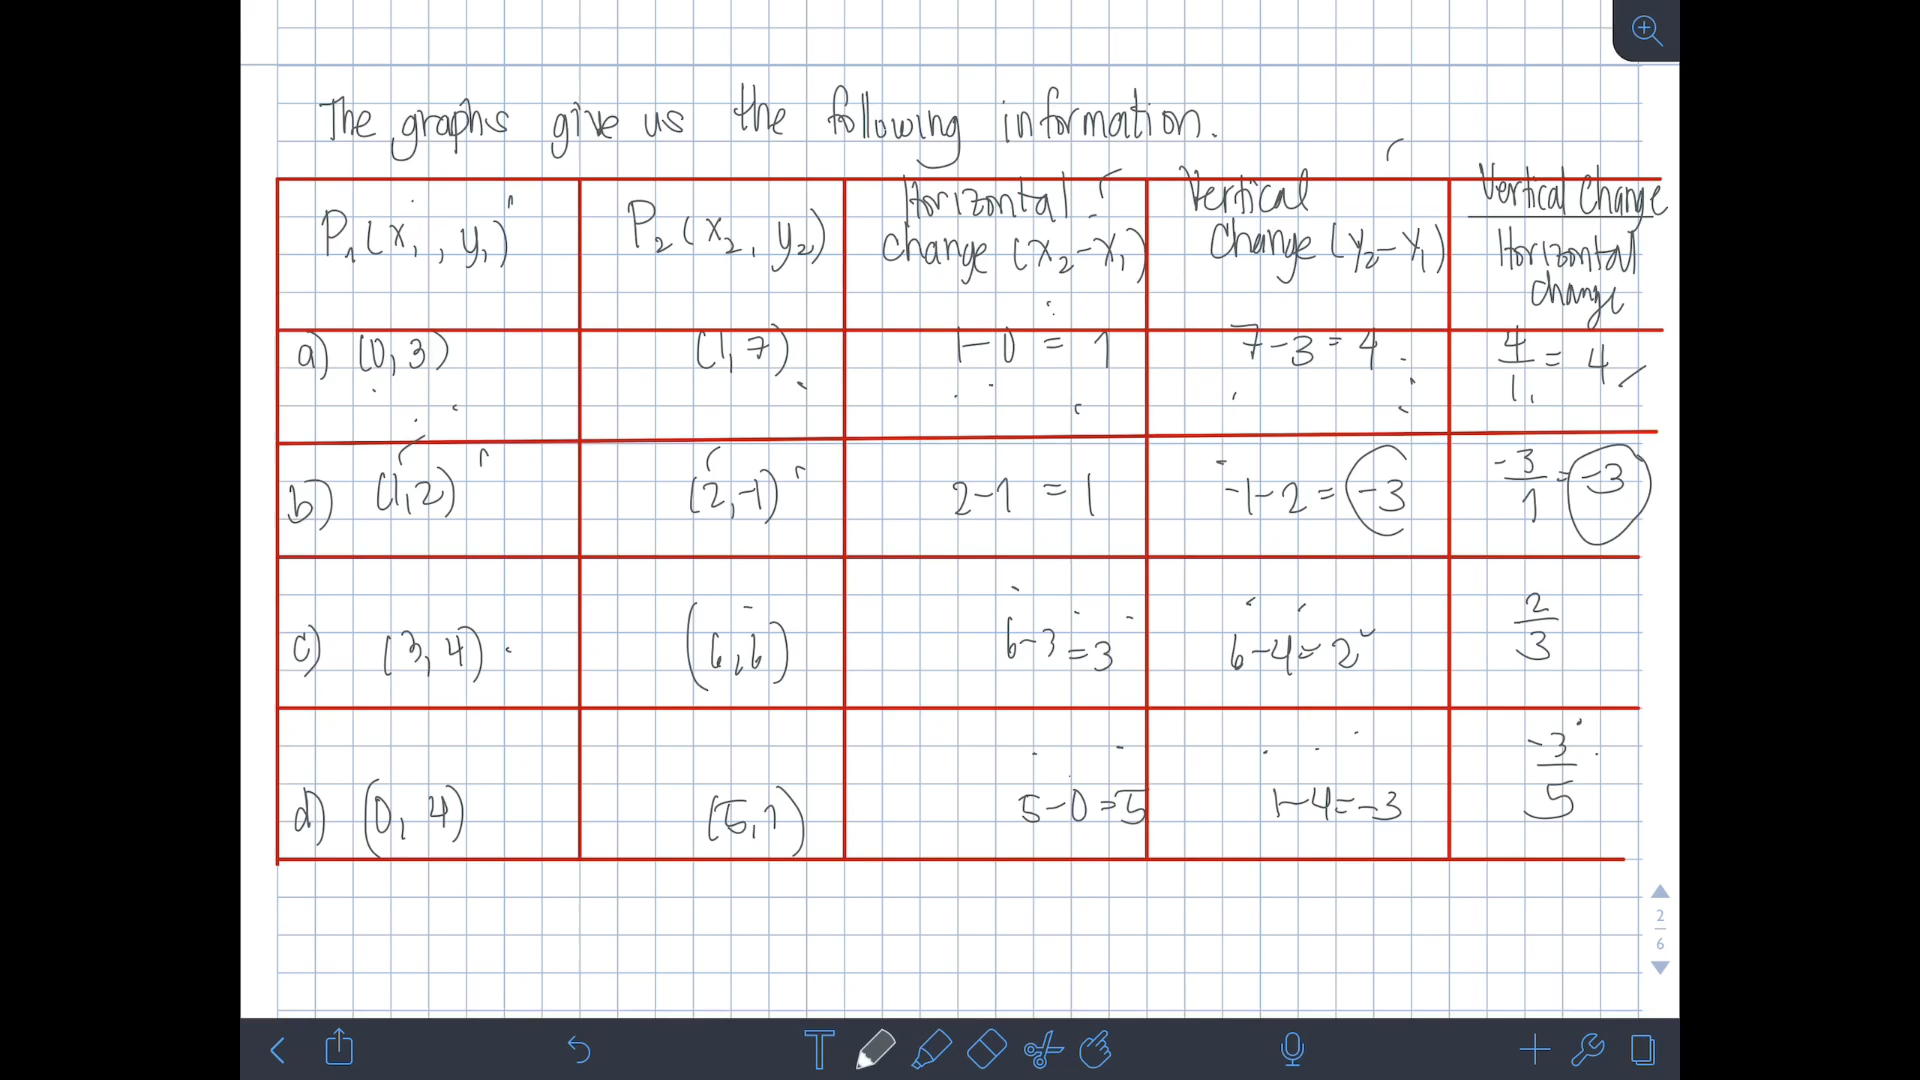 The graphs give us the following information.
P₁(x₁, y₁)
P₂(x₂, y₂)
Horizontal change (x₂-x₁)
Vertical Change (y₂-y₁)
Vertical Change
Horizontal change
a) (0, 3)
(1, 7)
1-0 = 1
7-3=4
4/1 = 4
b) (1,2)
(2,-1)
2-1 = 1
-1-2 = -3
-3/1 = -3
c) (3, 4)
(6,6)
6-3=3
6-4=2
2/3
d) (0, 4)
(5,1)
5-0=5
1-4=-3
-3/5
2
6
T